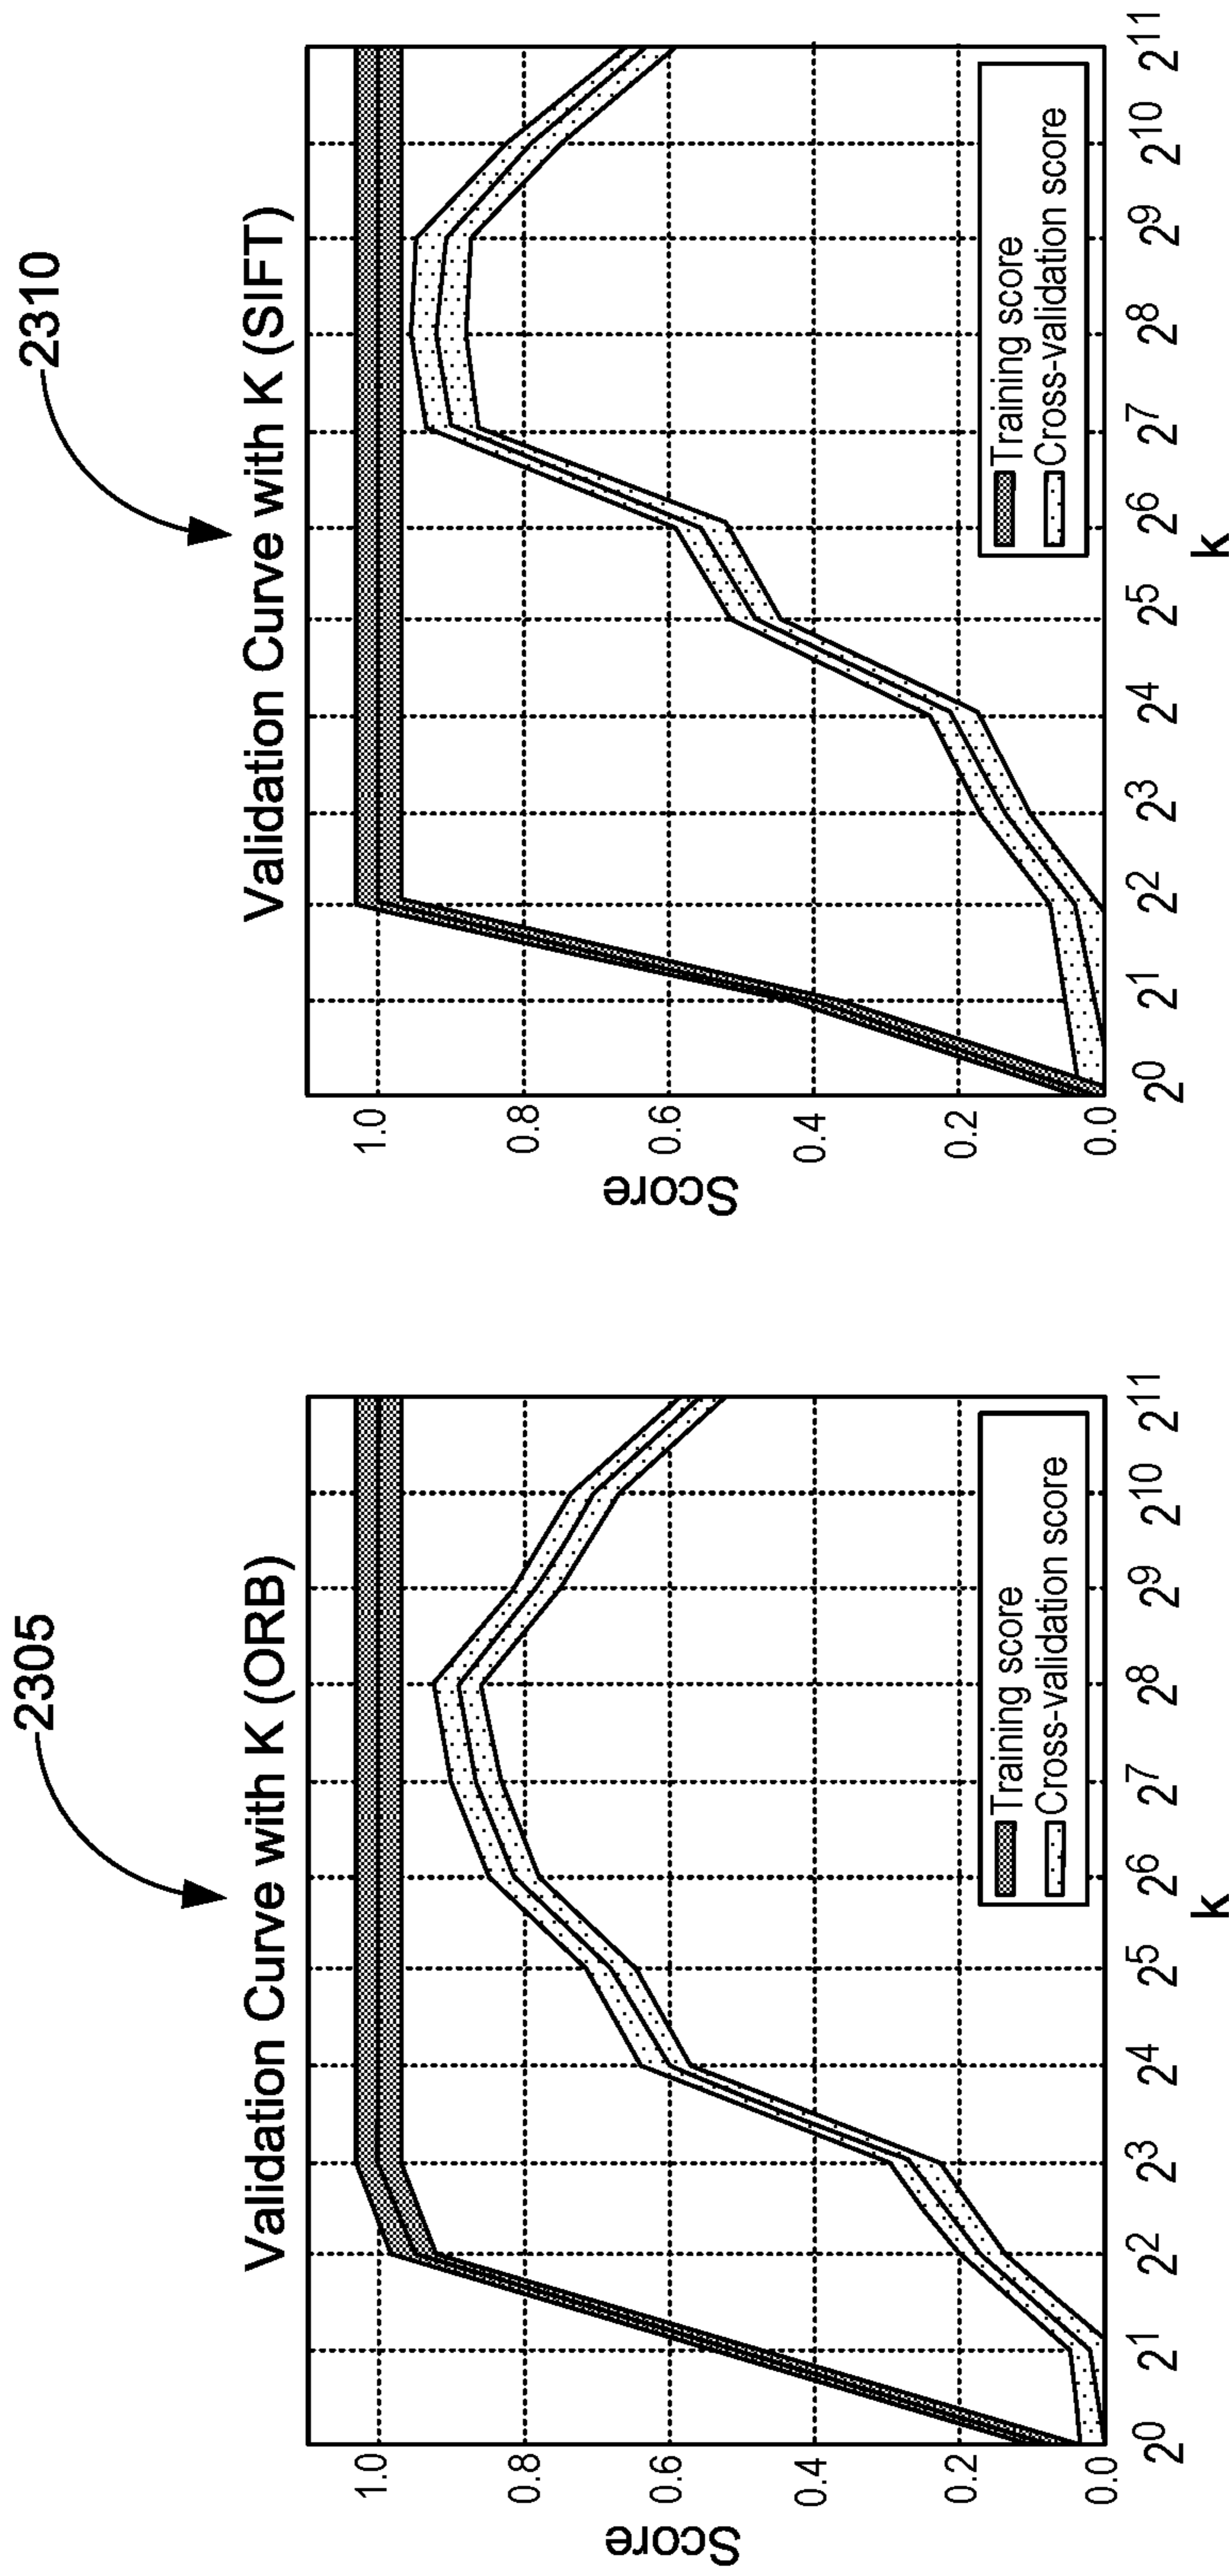 2305
Validation Curve with K (ORB)
Score
1.0
0.8
0.6
0.4
0.2
0.0
2⁰ 2¹ 2² 2³ 2⁴ 2⁵ 2⁶ 2⁷ 2⁸ 2⁹ 2¹⁰ 2¹¹
k
Training score
Cross-validation score
2310
Validation Curve with K (SIFT)
Score
1.0
0.8
0.6
0.4
0.2
0.0
2⁰ 2¹ 2² 2³ 2⁴ 2⁵ 2⁶ 2⁷ 2⁸ 2⁹ 2¹⁰ 2¹¹
k
Training score
Cross-validation score